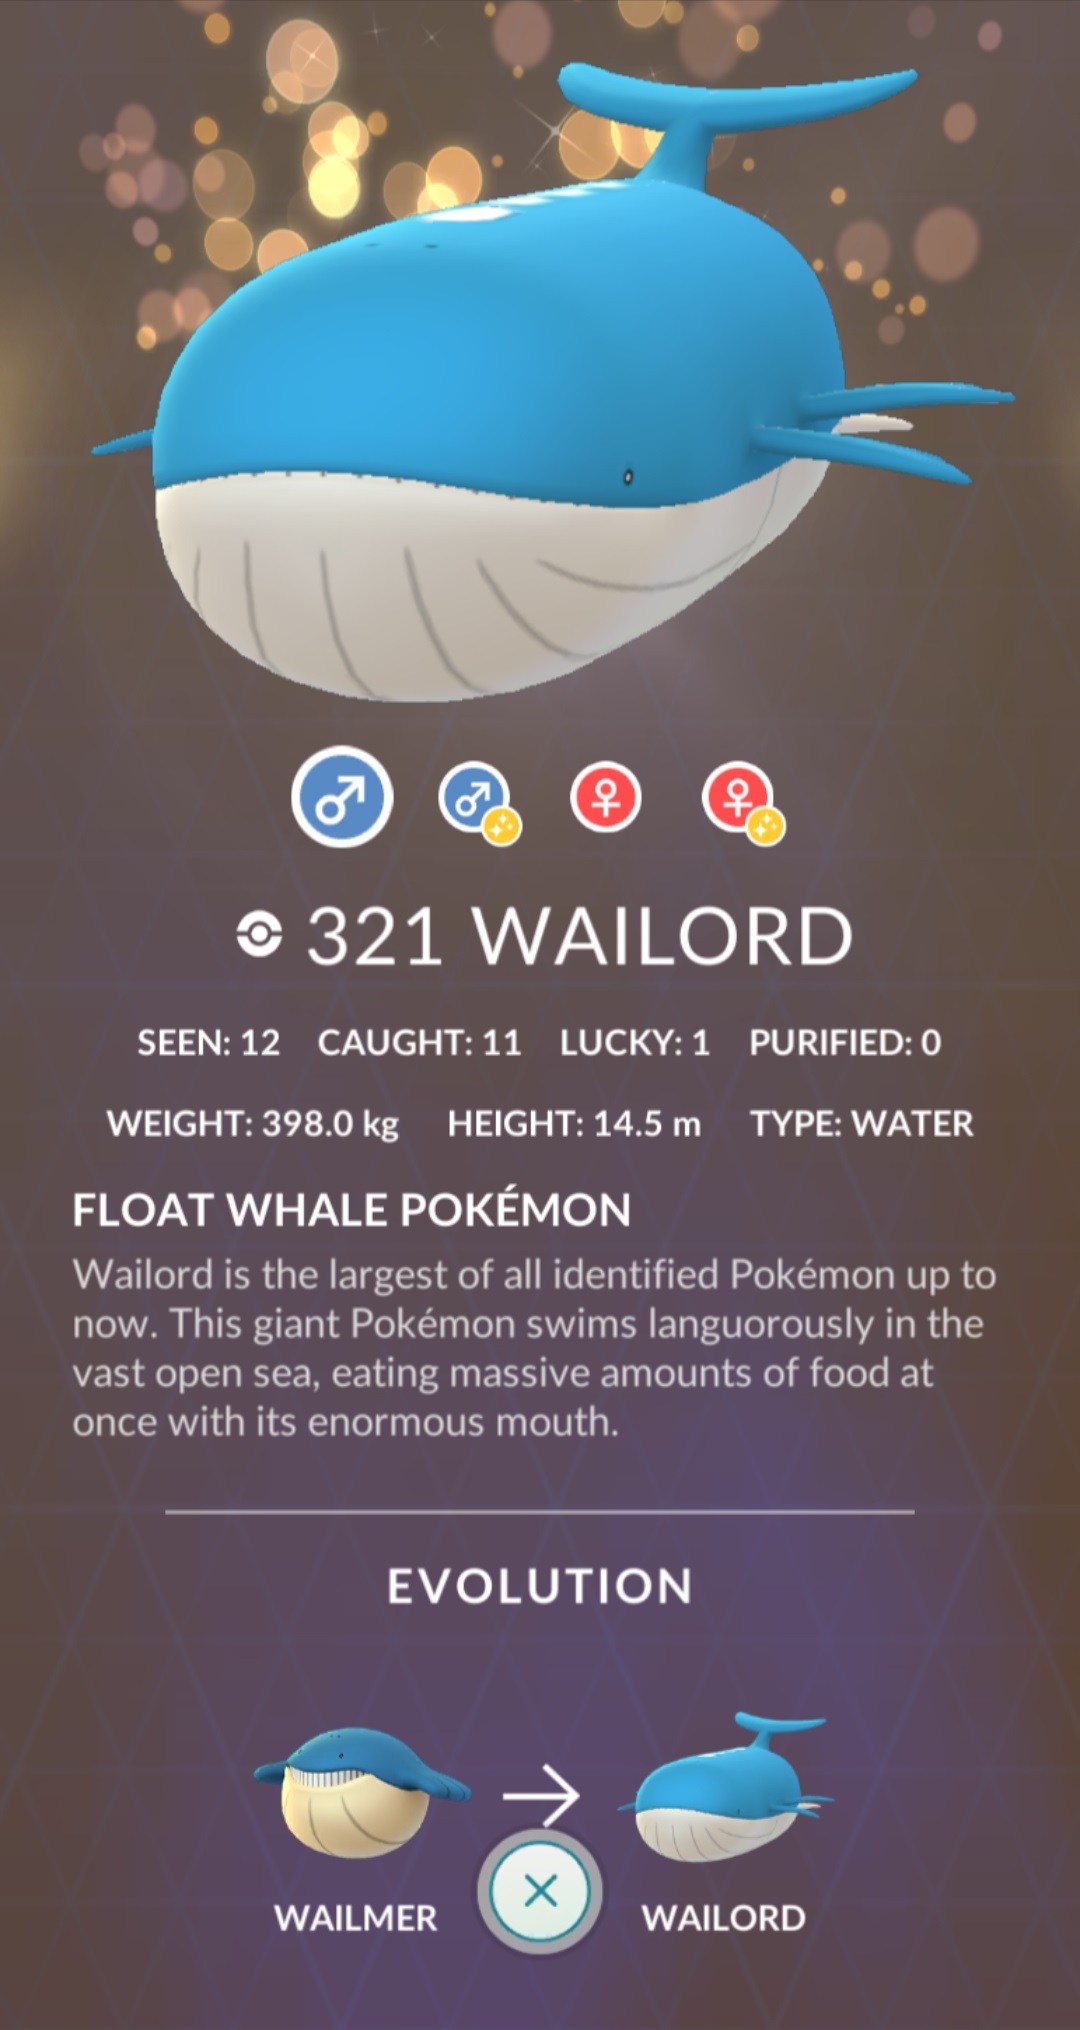 321 WAILORD
SEEN: 12 CAUGHT: 11 LUCKY: 1 PURIFIED: 0
WEIGHT: 398.0 kg HEIGHT: 14.5 m TYPE: WATER
FLOAT WHALE POKÉMON
Wailord is the largest of all identified Pokémon up to
now. This giant Pokémon swims languorously in the
vast open sea, eating massive amounts of food at
once with its enormous mouth.
EVOLUTION
WAILMER WAILORD